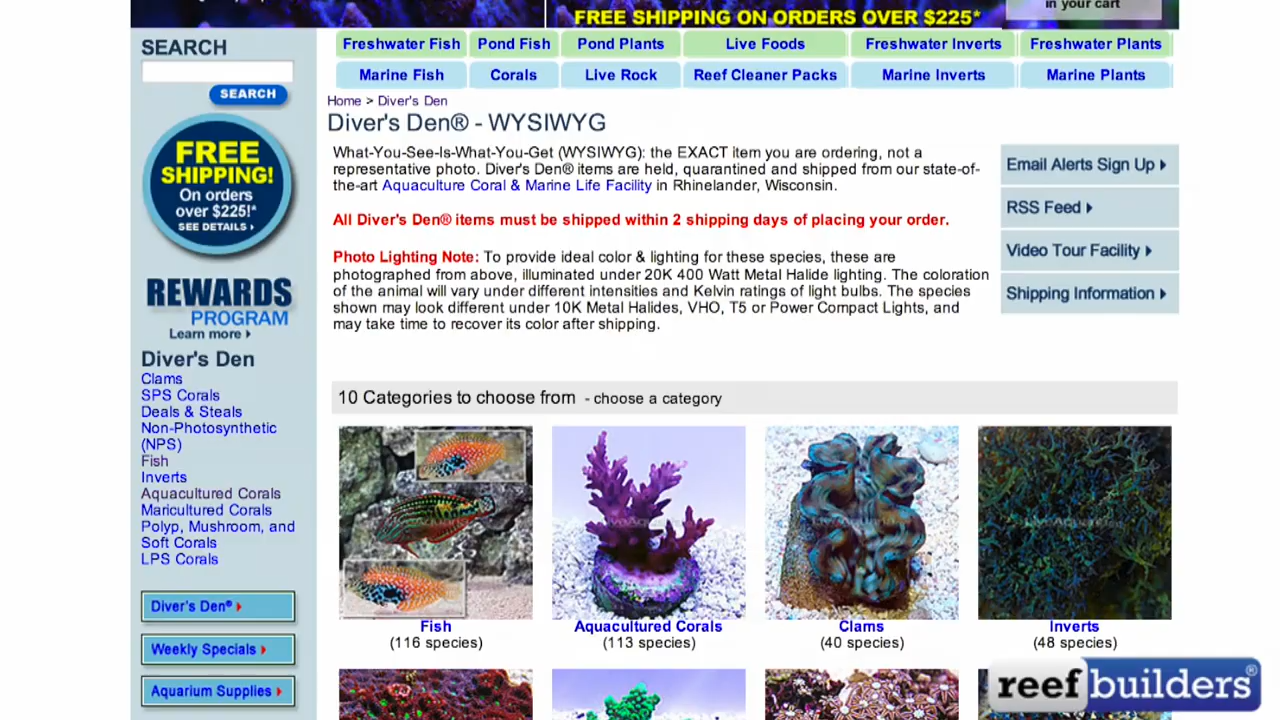 FREE SHIPPING ON ORDERS OVER $225*
in your cart
SEARCH
SEARCH
Freshwater Fish
Pond Fish
Pond Plants
Live Foods
Freshwater Inverts
Freshwater Plants
Marine Fish
Corals
Live Rock
Reef Cleaner Packs
Marine Inverts
Marine Plants
FREE
SHIPPING!
On orders
over $225!*
SEE DETAILS
REWARDS
PROGRAM
Learn more
Diver's Den
Clams
SPS Corals
Deals & Steals
Non-Photosynthetic
(NPS)
Fish
Inverts
Aquacultured Corals
Maricultured Corals
Polyp, Mushroom, and
Soft Corals
LPS Corals
Diver's Den®
Weekly Specials
Aquarium Supplies
Home > Diver's Den
Diver's Den® - WYSIWYG
What-You-See-Is-What-You-Get (WYSIWYG): the EXACT item you are ordering, not a
representative photo. Diver's Den® items are held, quarantined and shipped from our state-of-
the-art Aquaculture Coral & Marine Life Facility in Rhinelander, Wisconsin.
All Diver's Den® items must be shipped within 2 shipping days of placing your order.
Photo Lighting Note: To provide ideal color & lighting for these species, these are
photographed from above, illuminated under 20K 400 Watt Metal Halide lighting. The coloration
of the animal will vary under different intensities and Kelvin ratings of light bulbs. The species
shown may look different under 10K Metal Halides, VHO, T5 or Power Compact Lights, and
may take time to recover its color after shipping.
Email Alerts Sign Up
RSS Feed
Video Tour Facility
Shipping Information
10 Categories to choose from - choose a category
Fish
(116 species)
Aquacultured Corals
(113 species)
Clams
(40 species)
Inverts
(48 species)
reefbuilders®